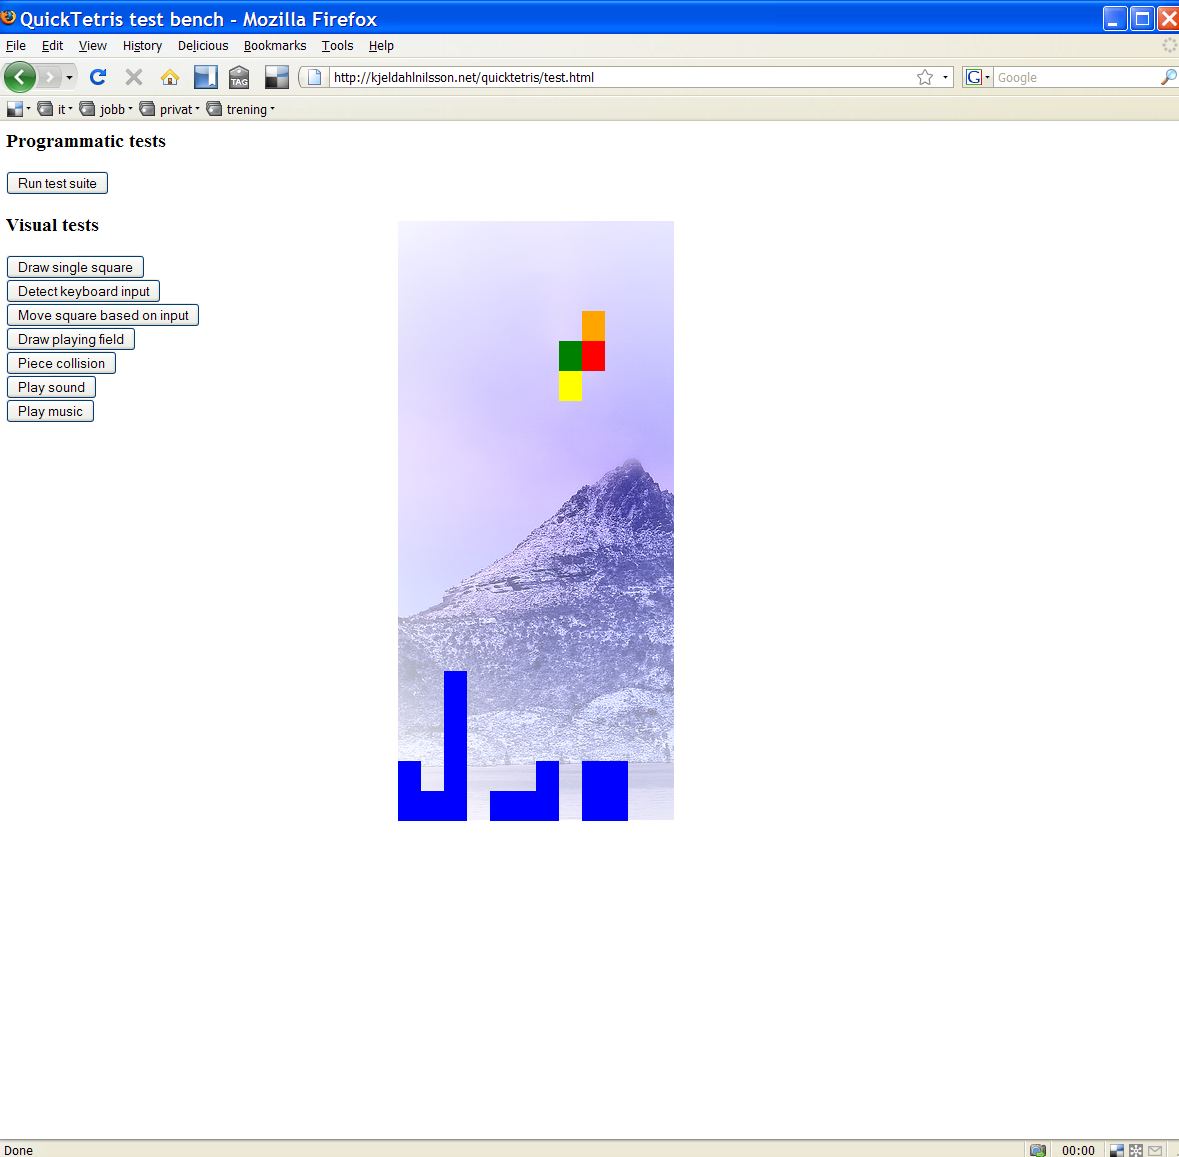 QuickTetris test bench - Mozilla Firefox
File Edit View History Delicious Bookmarks Tools Help
TAG http://kjeldahlnilsson.net/quicktetris/test.html G Google
it jobb privat trening
Programmatic tests
Run test suite
Visual tests
Draw single square
Detect keyboard input
Move square based on input
Draw playing field
Piece collision
Play sound
Play music
Done 00:00